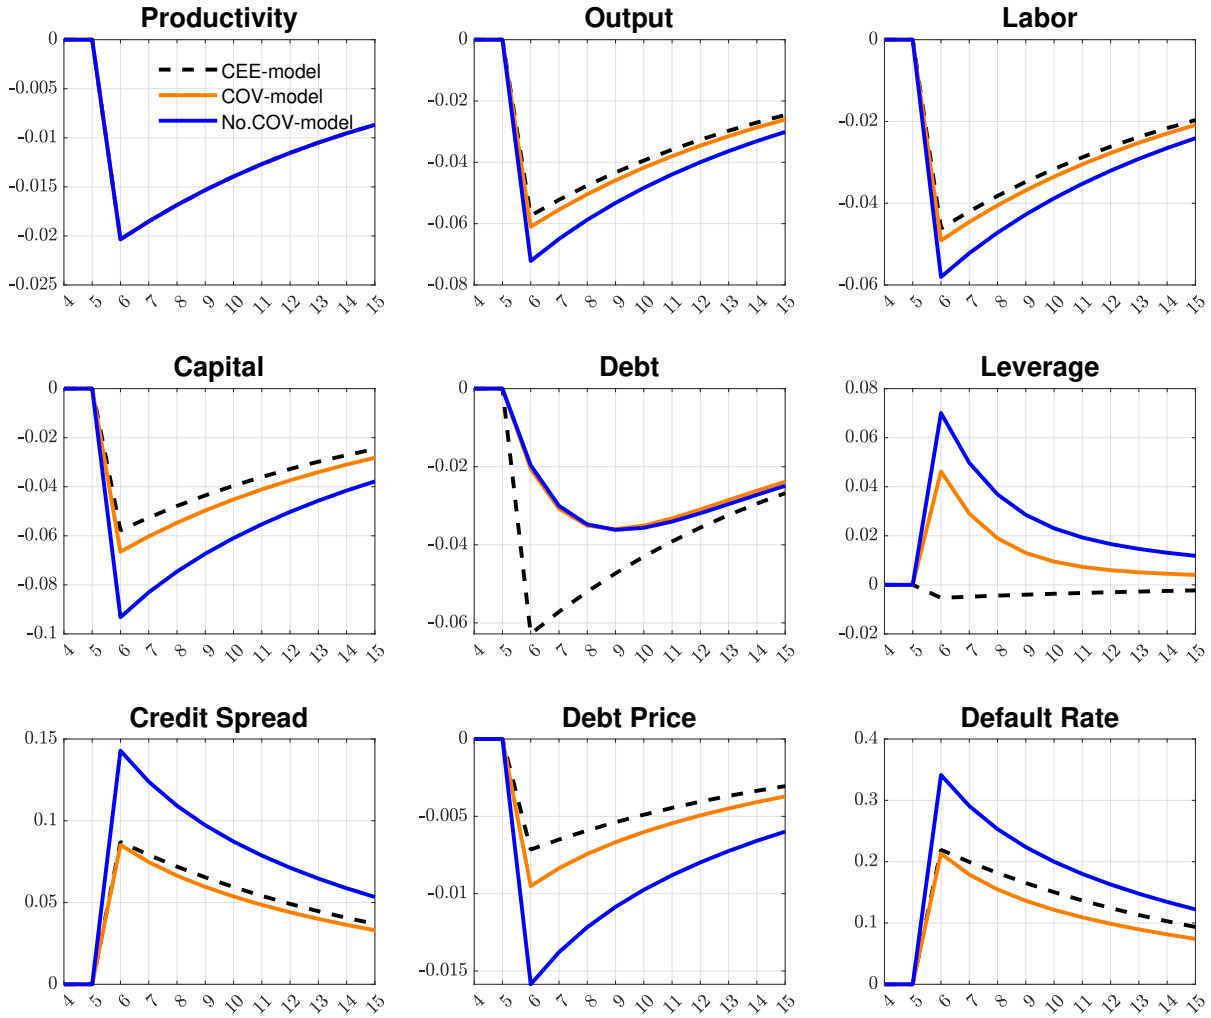 Productivity
0
-0.005
-0.01
-0.015
-0.02
-0.025
4 5 6 7 8 9 10 11 12 13 14 15
CEE-model
COV-model
No.COV-model
Output
0
-0.02
-0.04
-0.06
-0.08
4 5 6 7 8 9 10 11 12 13 14 15
Labor
0
-0.02
-0.04
-0.06
4 5 6 7 8 9 10 11 12 13 14 15
Capital
0
-0.02
-0.04
-0.06
-0.08
-0.1
4 5 6 7 8 9 10 11 12 13 14 15
Debt
0
-0.02
-0.04
-0.06
4 5 6 7 8 9 10 11 12 13 14 15
Leverage
0.08
0.06
0.04
0.02
0
-0.02
4 5 6 7 8 9 10 11 12 13 14 15
Credit Spread
0.15
0.1
0.05
0
4 5 6 7 8 9 10 11 12 13 14 15
Debt Price
0
-0.005
-0.01
-0.015
4 5 6 7 8 9 10 11 12 13 14 15
Default Rate
0.4
0.3
0.2
0.1
0
4 5 6 7 8 9 10 11 12 13 14 15